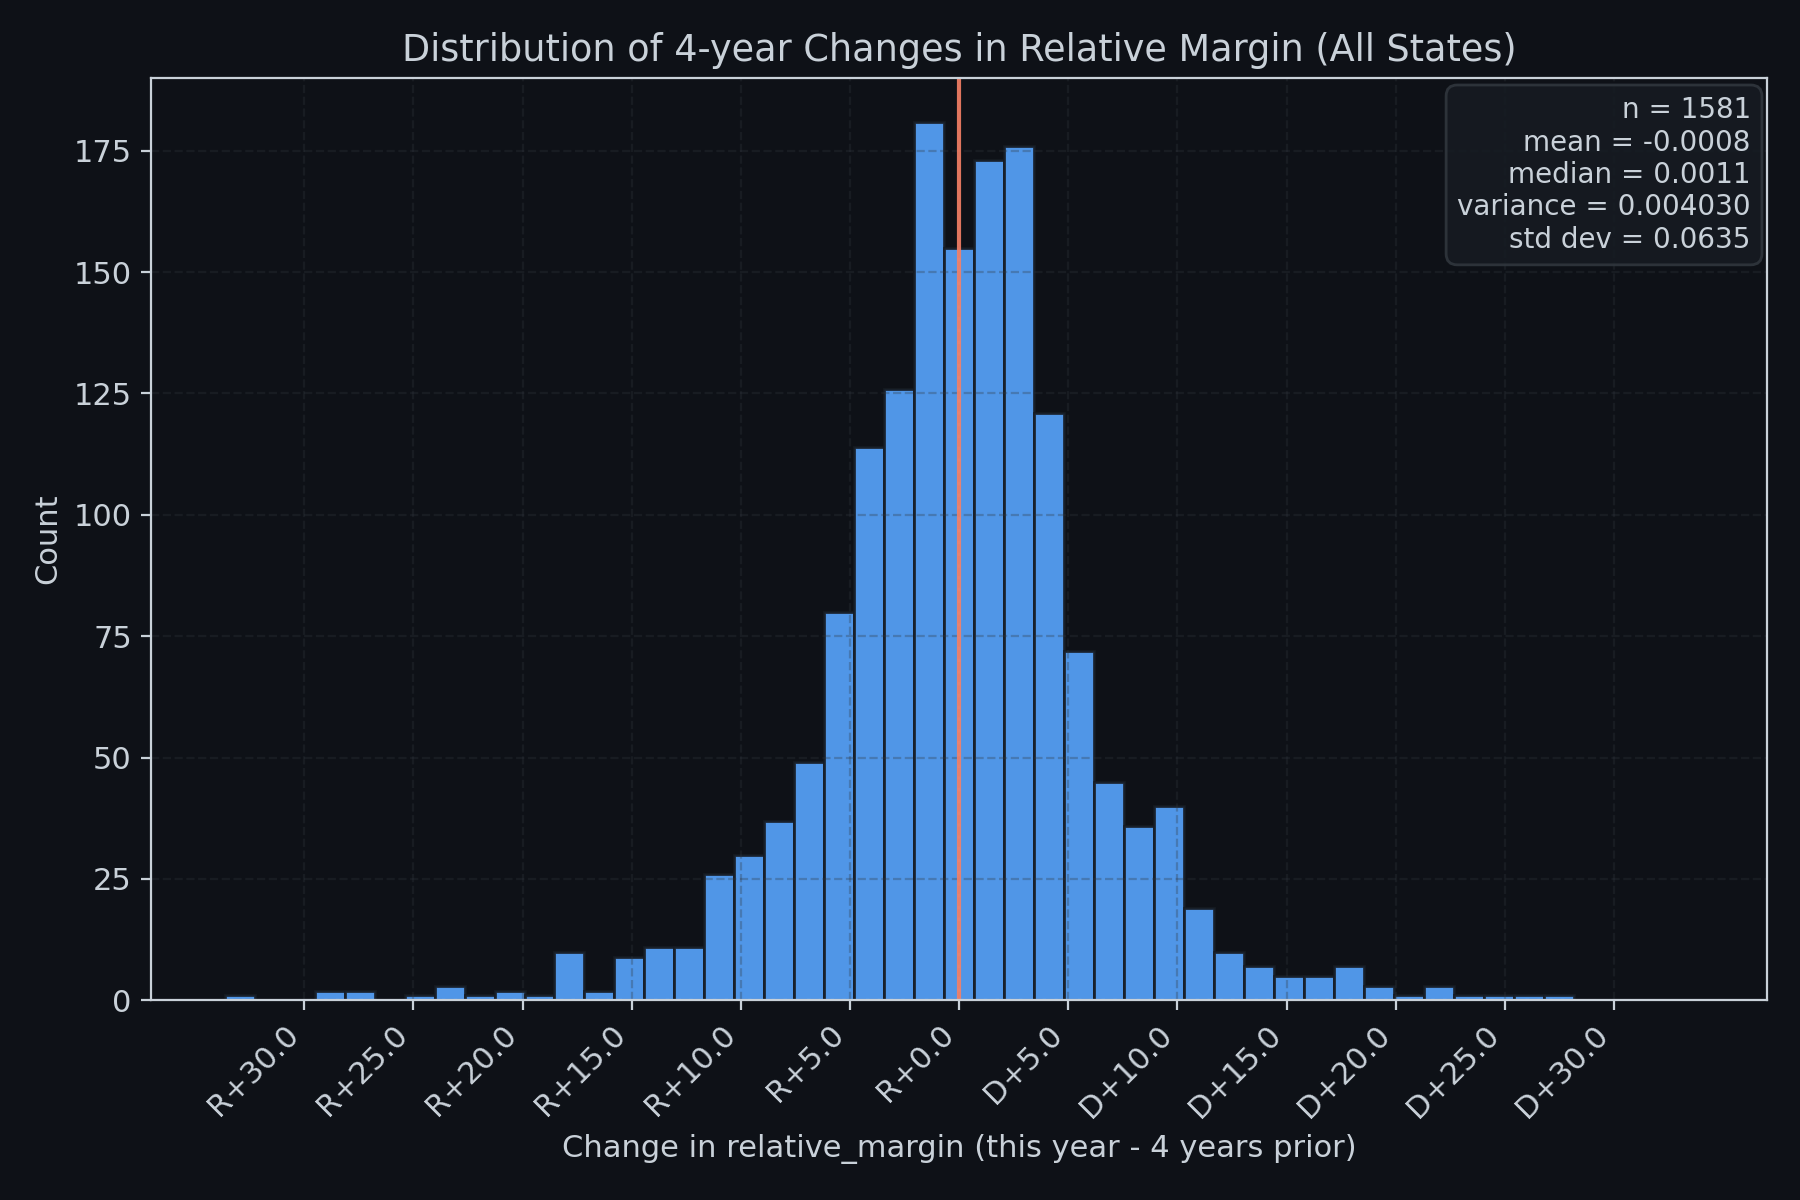 Distribution of 4-year Changes in Relative Margin (All States)
n = 1581
mean = -0.0008
median = 0.0011
variance = 0.004030
std dev = 0.0635
Count
175
150
125
100
75
50
25
0
R+30.0
R+25.0
R+20.0
R+15.0
R+10.0
R+5.0
R+0.0
D+5.0
D+10.0
D+15.0
D+20.0
D+25.0
D+30.0
Change in relative_margin (this year - 4 years prior)